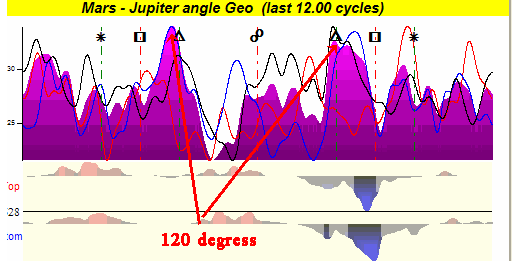 Mars - Jupiter angle Geo (last 12.00 cycles)
30
25
op
28
om
120 degress